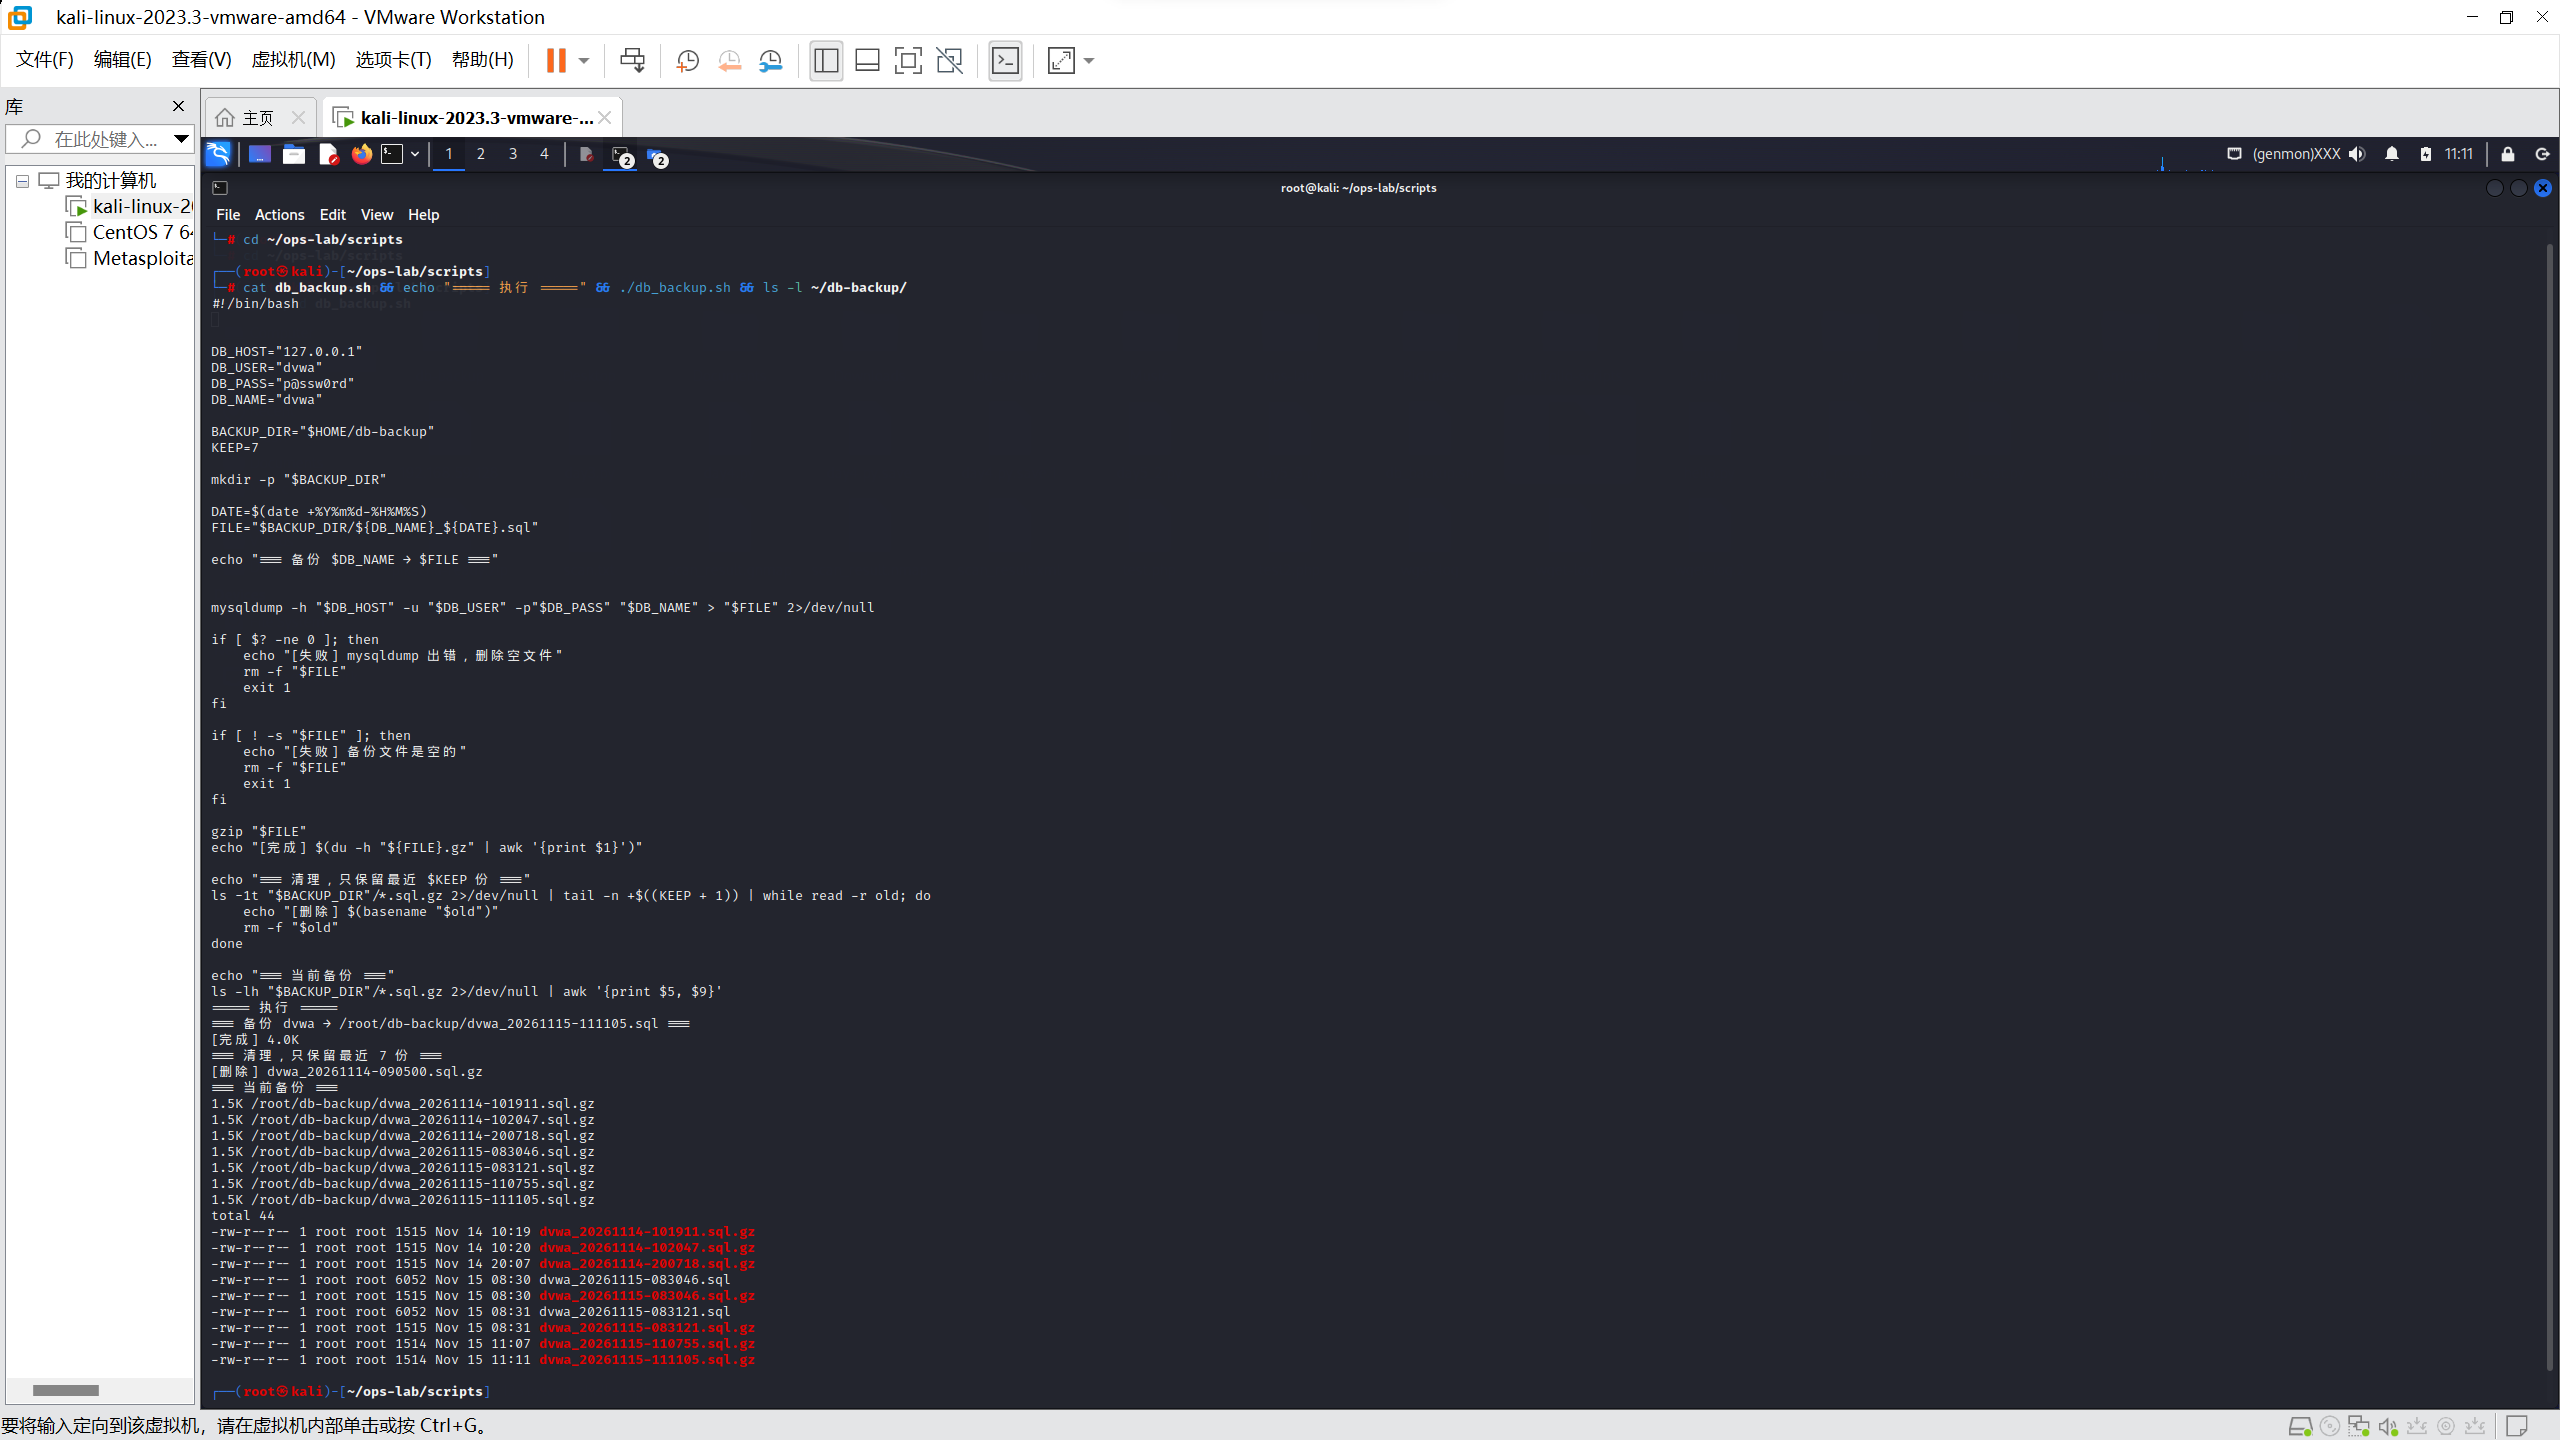 kali-linux-2023.3-vmware-amd64 - VMware Workstation
文件(F) 编辑(E) 查看(V) 虚拟机(M) 选项卡(T) 帮助(H)
库
在此处键入...
我的计算机
kali-linux-20
CentOS 7 64
Metasploita
主页
kali-linux-2023.3-vmware-...
1 2 3 4 2 2 (genmon)XXX 11:11
root@kali: ~/ops-lab/scripts
File Actions Edit View Help
└─# cd ~/ops-lab/scripts
┌──(root㉿kali)-[~/ops-lab/scripts]
└─# cat db_backup.sh && echo "===== 执行 =====" && ./db_backup.sh && ls -l ~/db-backup/
#!/bin/bash
DB_HOST="127.0.0.1"
DB_USER="dvwa"
DB_PASS="p@ssw0rd"
DB_NAME="dvwa"
BACKUP_DIR="$HOME/db-backup"
KEEP=7
mkdir -p "$BACKUP_DIR"
DATE=$(date +%Y%m%d-%H%M%S)
FILE="$BACKUP_DIR/${DB_NAME}_${DATE}.sql"
echo "=== 备份 $DB_NAME → $FILE ==="
mysqldump -h "$DB_HOST" -u "$DB_USER" -p"$DB_PASS" "$DB_NAME" > "$FILE" 2>/dev/null
if [ $? -ne 0 ]; then
    echo "[失败] mysqldump 出错，删除空文件"
    rm -f "$FILE"
    exit 1
fi
if [ ! -s "$FILE" ]; then
    echo "[失败] 备份文件是空的"
    rm -f "$FILE"
    exit 1
fi
gzip "$FILE"
echo "[完成] $(du -h "${FILE}.gz" | awk '{print $1}')"
echo "=== 清理，只保留最近 $KEEP 份 ==="
ls -1t "$BACKUP_DIR"/*.sql.gz 2>/dev/null | tail -n +$((KEEP + 1)) | while read -r old; do
    echo "[删除] $(basename "$old")"
    rm -f "$old"
done
echo "=== 当前备份 ==="
ls -lh "$BACKUP_DIR"/*.sql.gz 2>/dev/null | awk '{print $5, $9}'
===== 执行 =====
=== 备份 dvwa → /root/db-backup/dvwa_20261115-111105.sql ===
[完成] 4.0K
=== 清理，只保留最近 7 份 ===
[删除] dvwa_20261114-090500.sql.gz
=== 当前备份 ===
1.5K /root/db-backup/dvwa_20261114-101911.sql.gz
1.5K /root/db-backup/dvwa_20261114-102047.sql.gz
1.5K /root/db-backup/dvwa_20261114-200718.sql.gz
1.5K /root/db-backup/dvwa_20261115-083046.sql.gz
1.5K /root/db-backup/dvwa_20261115-083121.sql.gz
1.5K /root/db-backup/dvwa_20261115-110755.sql.gz
1.5K /root/db-backup/dvwa_20261115-111105.sql.gz
total 44
-rw-r--r-- 1 root root 1515 Nov 14 10:19 dvwa_20261114-101911.sql.gz
-rw-r--r-- 1 root root 1515 Nov 14 10:20 dvwa_20261114-102047.sql.gz
-rw-r--r-- 1 root root 1515 Nov 14 20:07 dvwa_20261114-200718.sql.gz
-rw-r--r-- 1 root root 6052 Nov 15 08:30 dvwa_20261115-083046.sql
-rw-r--r-- 1 root root 1515 Nov 15 08:30 dvwa_20261115-083046.sql.gz
-rw-r--r-- 1 root root 6052 Nov 15 08:31 dvwa_20261115-083121.sql
-rw-r--r-- 1 root root 1515 Nov 15 08:31 dvwa_20261115-083121.sql.gz
-rw-r--r-- 1 root root 1514 Nov 15 11:07 dvwa_20261115-110755.sql.gz
-rw-r--r-- 1 root root 1514 Nov 15 11:11 dvwa_20261115-111105.sql.gz
┌──(root㉿kali)-[~/ops-lab/scripts]
要将输入定向到该虚拟机，请在虚拟机内部单击或按 Ctrl+G。